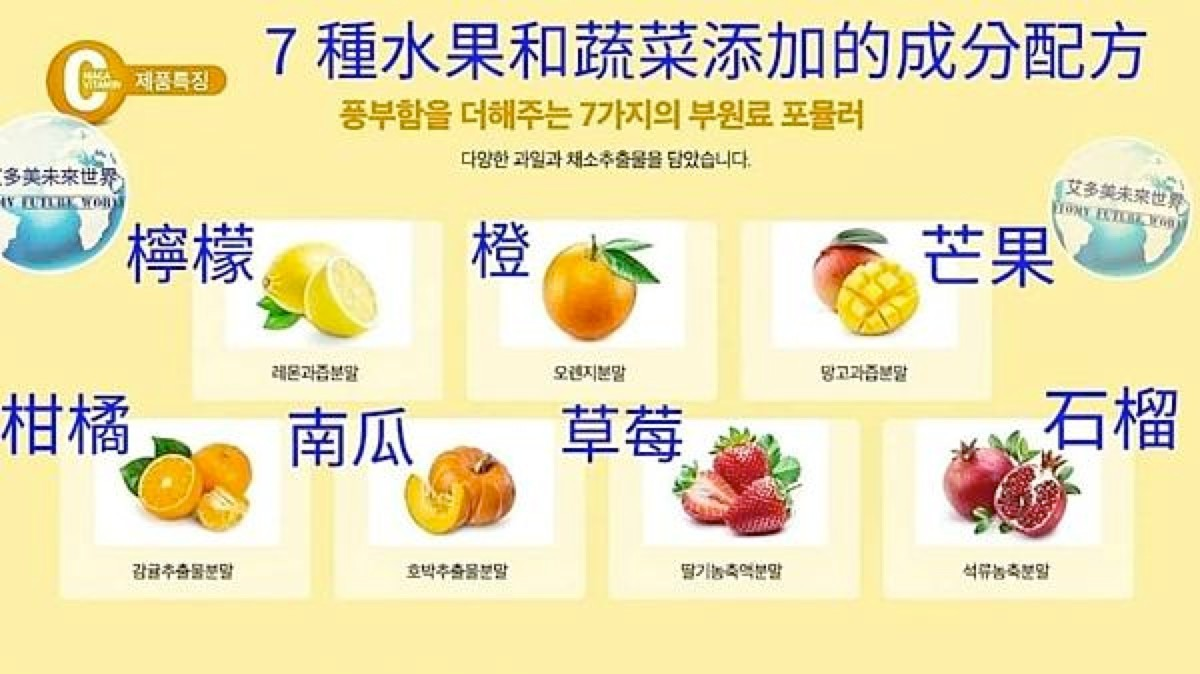 7 種水果和蔬菜添加的成分配方
C
MAGA
VITAMIN
제품특징
풍부함을 더해주는 7가지의 부원료 포뮬러
다양한 과일과 채소추출물을 담았습니다.
艾多美未來世界
MY FUTURE WOR
艾多美未來世界
TOMY FUTURE WOR
檸檬
橙
芒果
레몬과즙분말
오렌지분말
망고과즙분말
柑橘
南瓜
草莓
石榴
감귤추출물분말
호박추출물분말
딸기농축액분말
석류농축분말